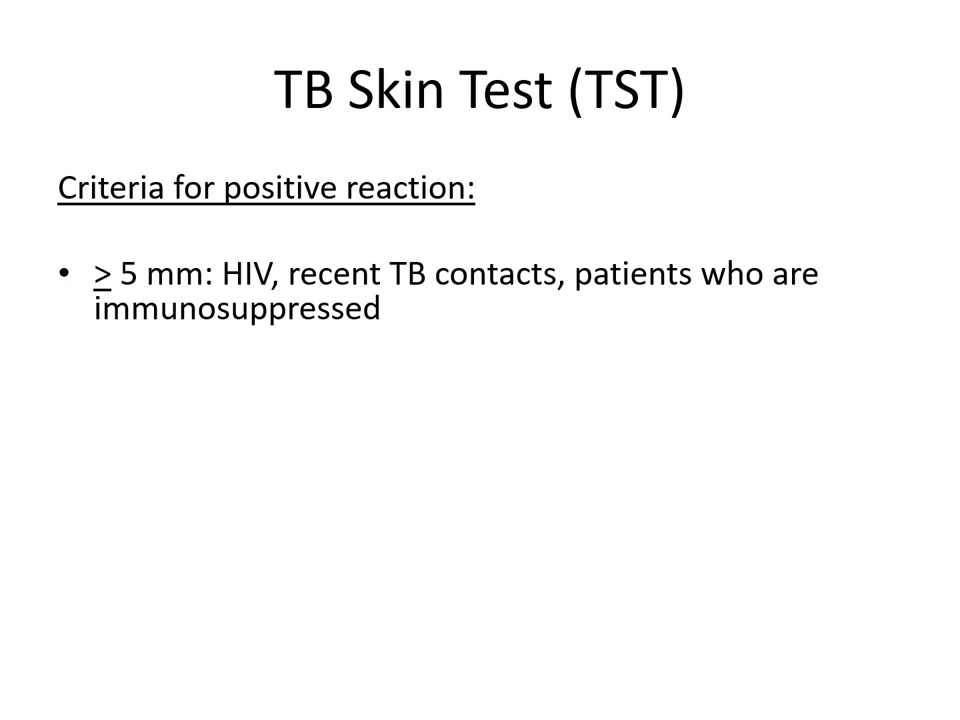 TB Skin Test (TST)
Criteria for positive reaction:
• > 5 mm: HIV, recent TB contacts, patients who are
immunosuppressed